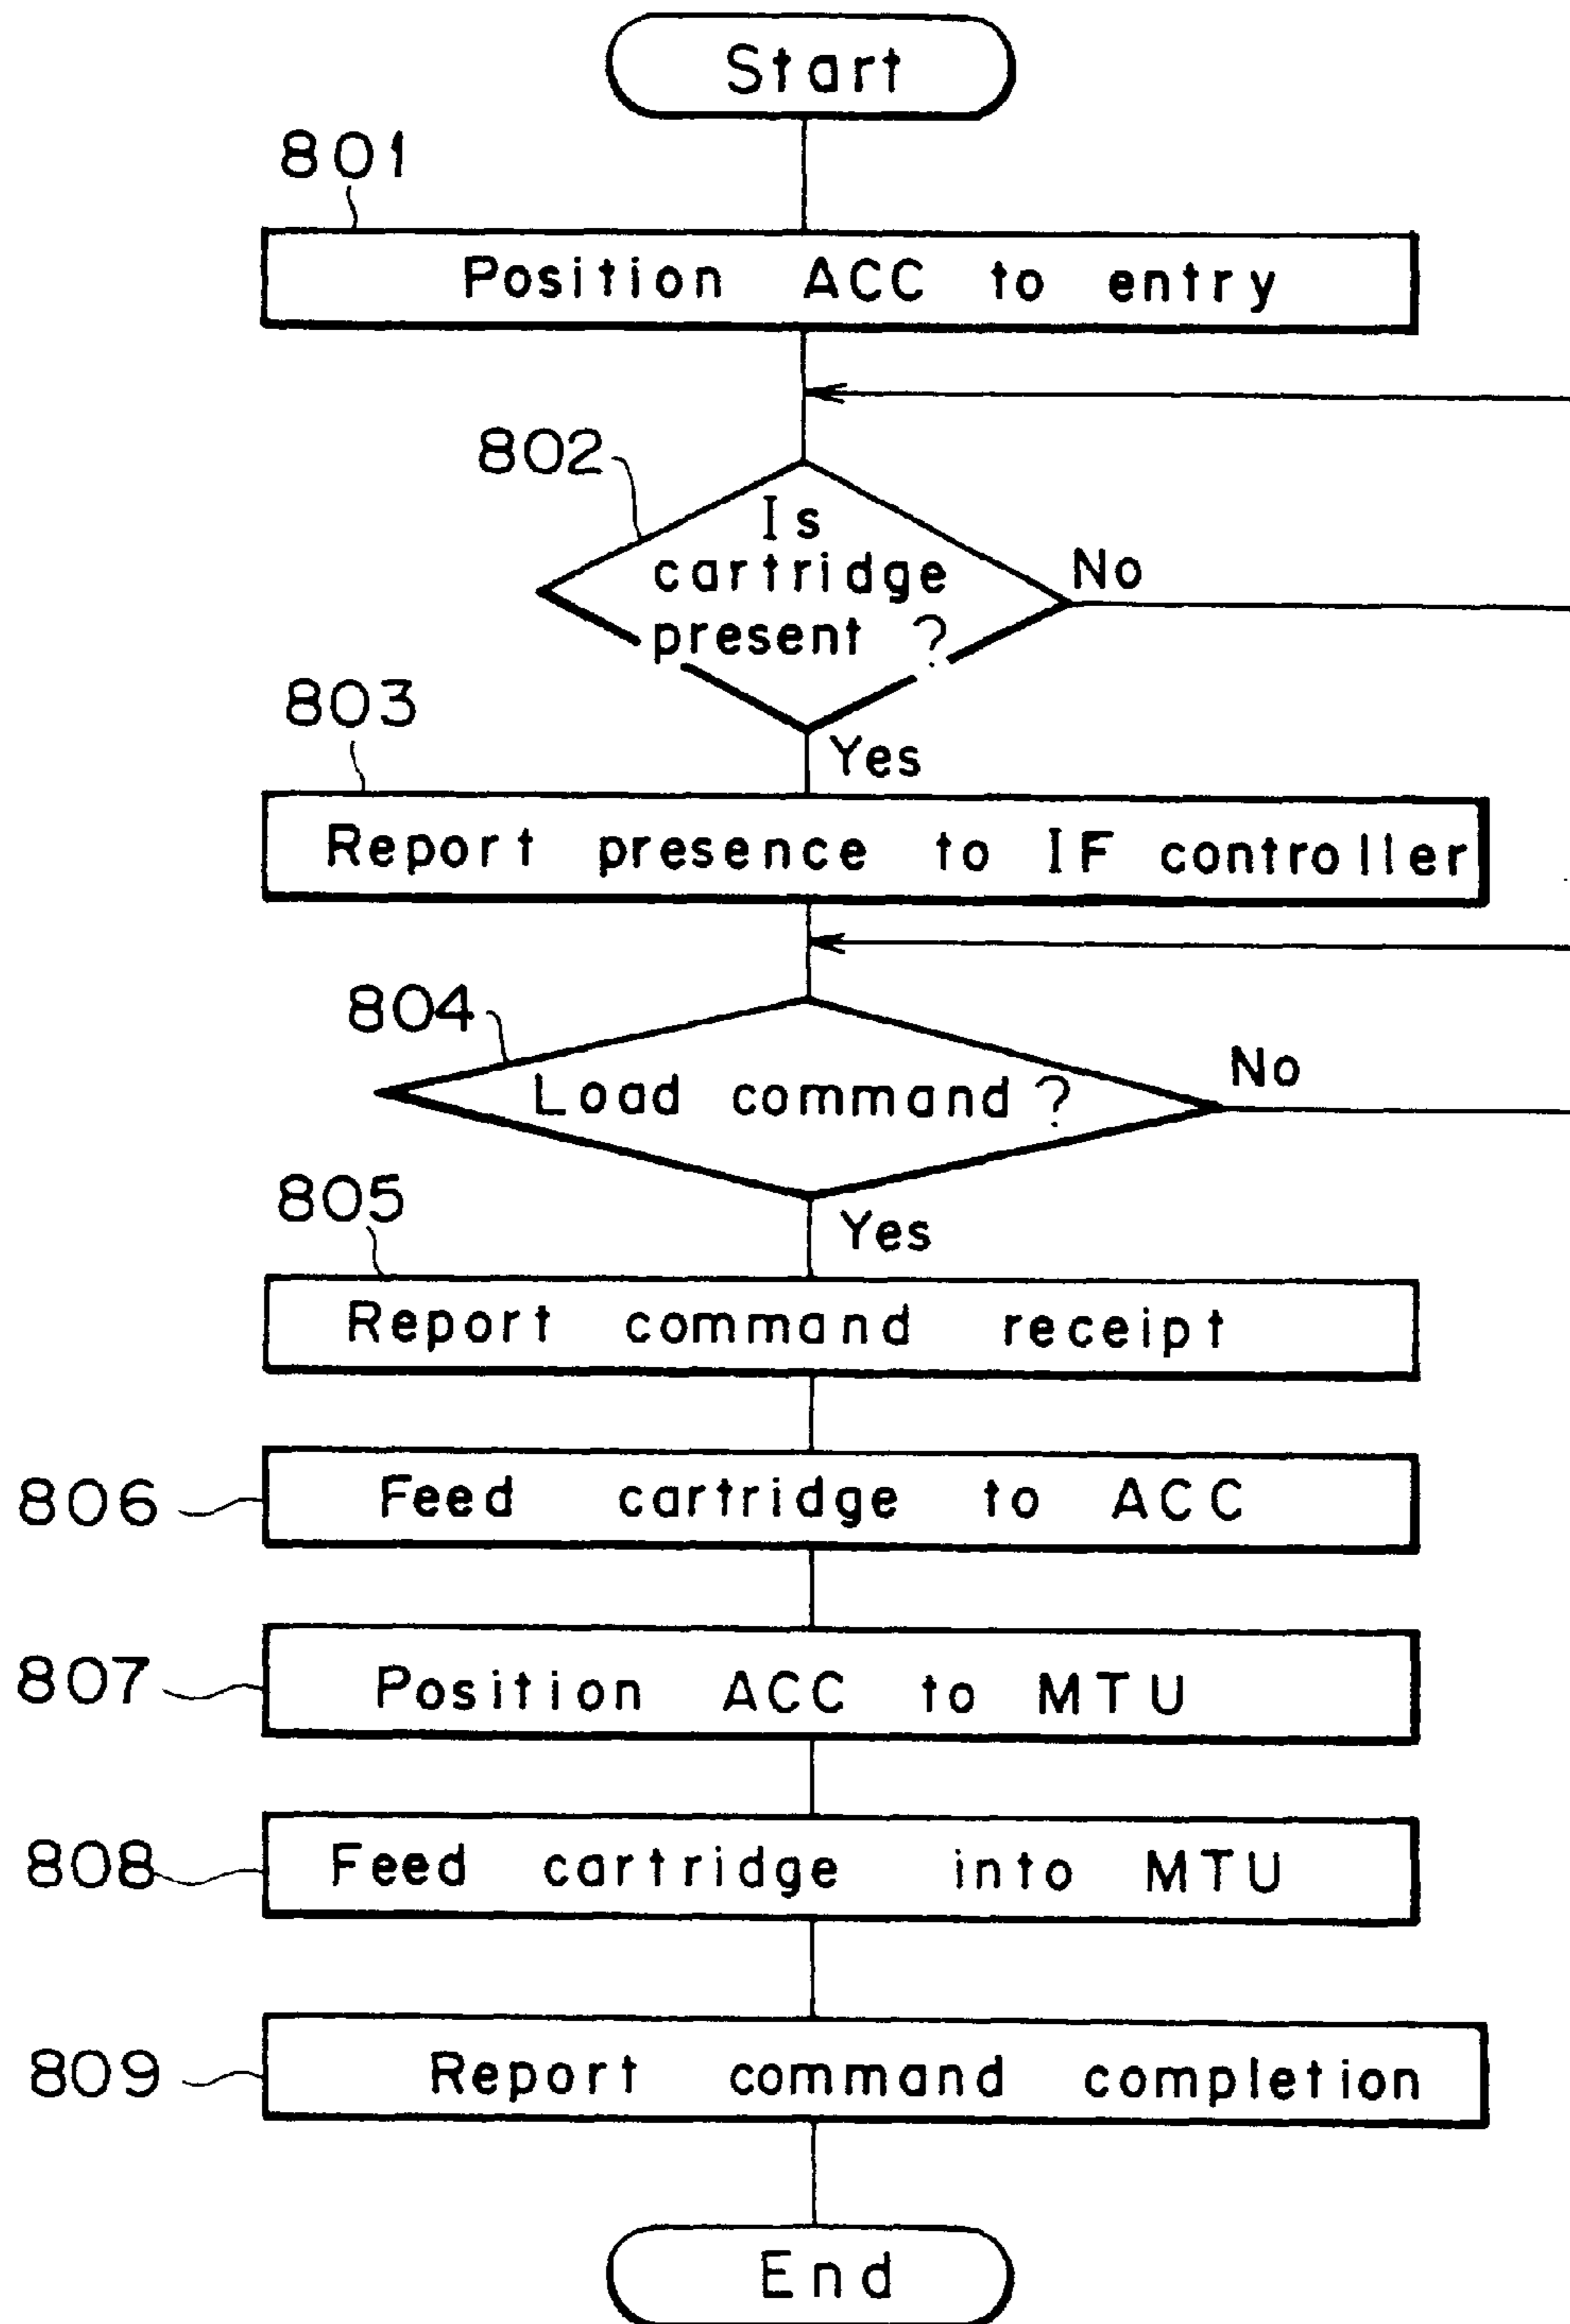 Start
801
Position ACC to entry
802
Is
cartridge
present ?
No
803
Yes
Report presence to IF controller
804
Load command ?
No
805
Yes
Report command receipt
806
Feed cartridge to ACC
807
Position ACC to MTU
808
Feed cartridge into MTU
809
Report command completion
End